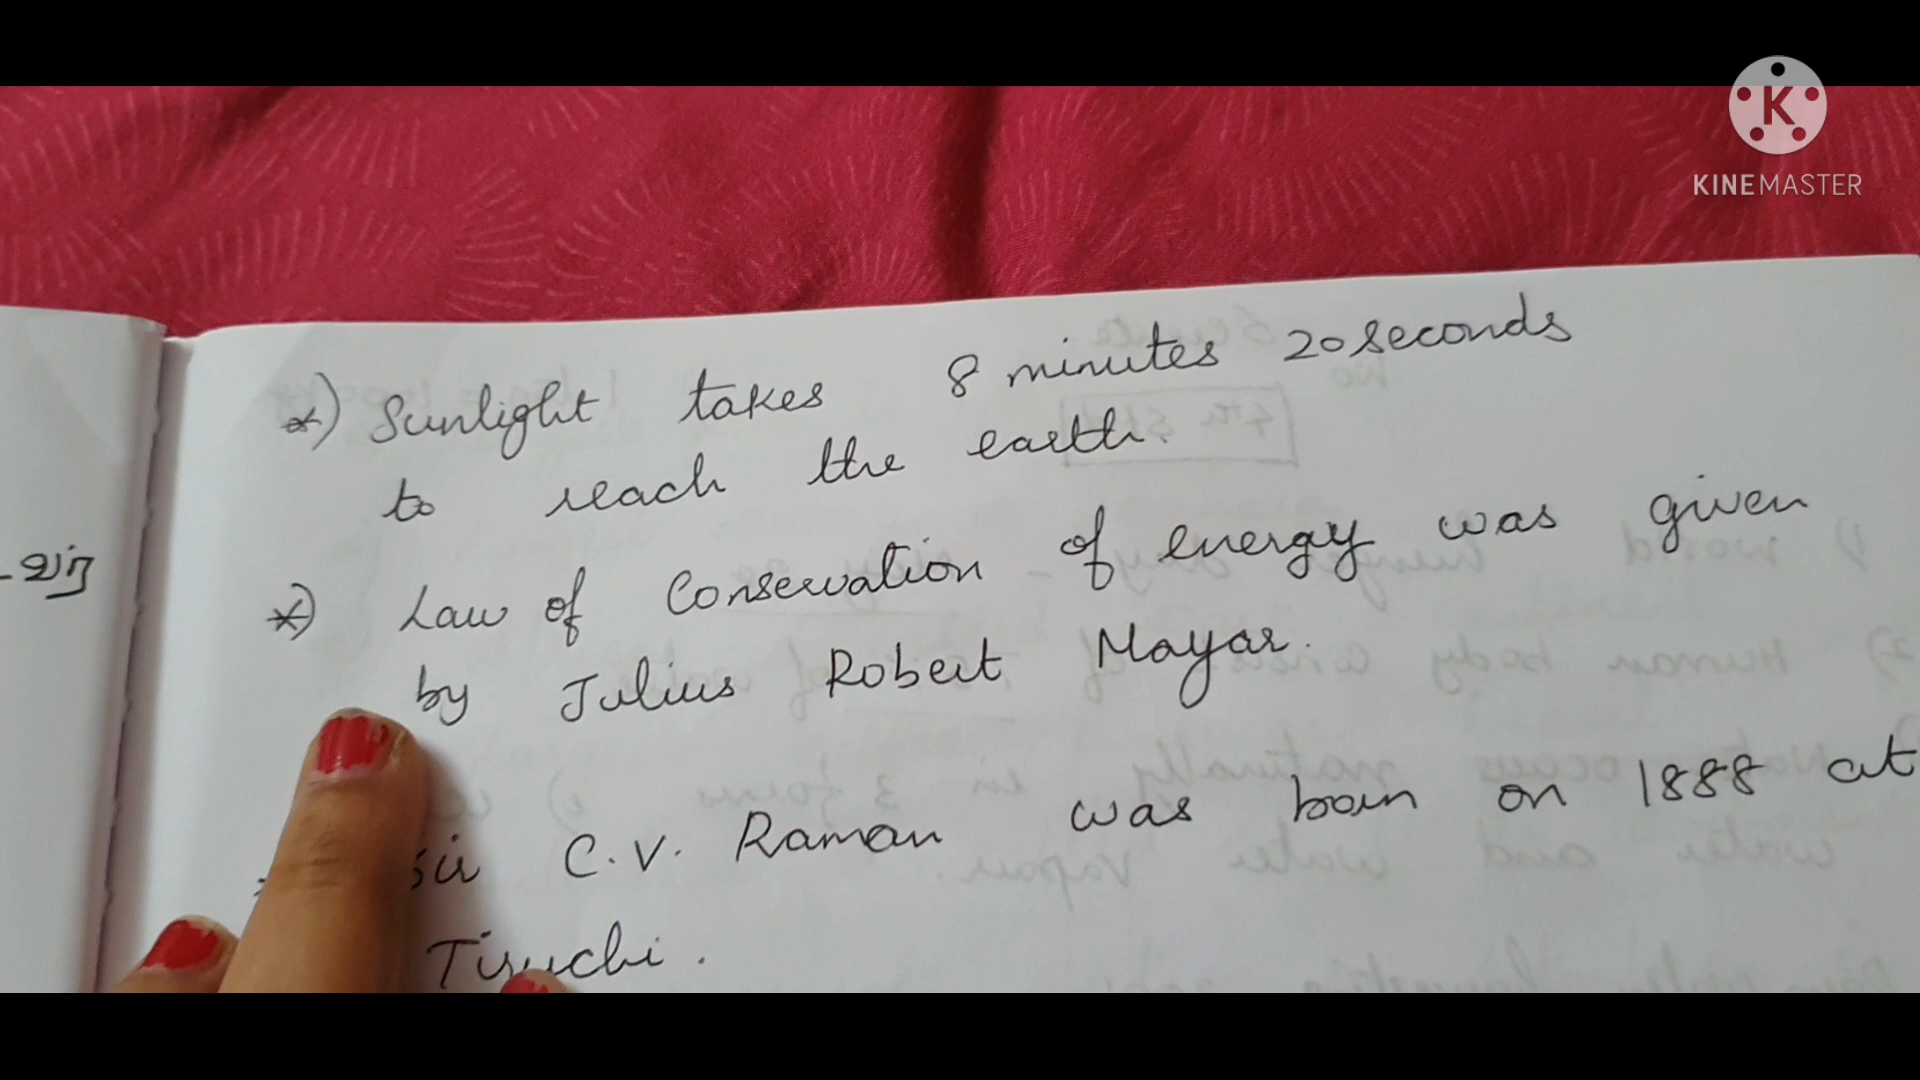 K
KINEMASTER
*) Sunlight takes 8 minutes 20 seconds
to reach the earth.
*) Law of Conservation of energy was given
by Julius Robert Mayar.
Sir C.V. Raman was born on 1888 at
Tiruchi.